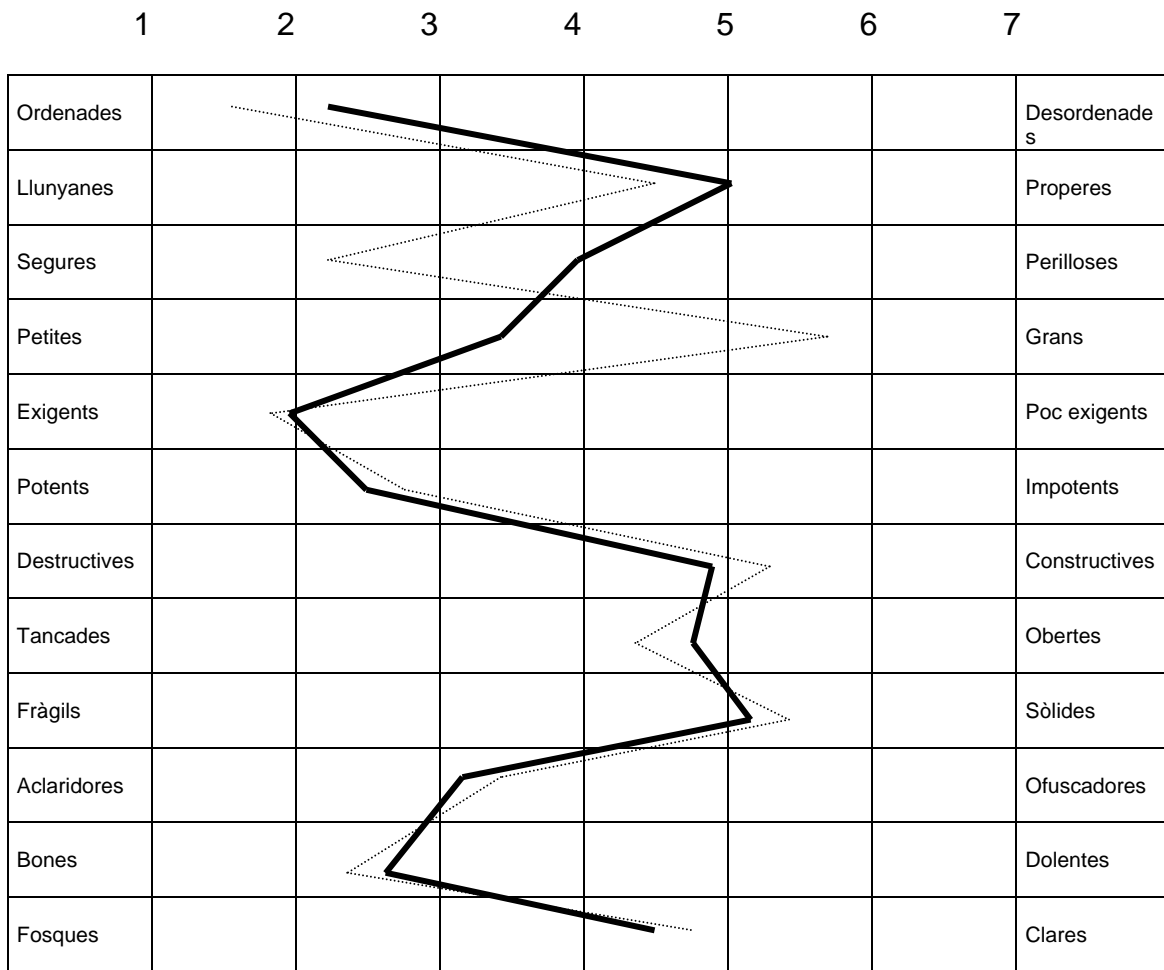 1 2 3 4 5 6 7
Ordenades Desordenade
s
Llunyanes Properes
Segures Perilloses
Petites Grans
Exigents Poc exigents
Potents Impotents
Destructives Constructives
Tancades Obertes
Fràgils Sòlides
Aclaridores Ofuscadores
Bones Dolentes
Fosques Clares